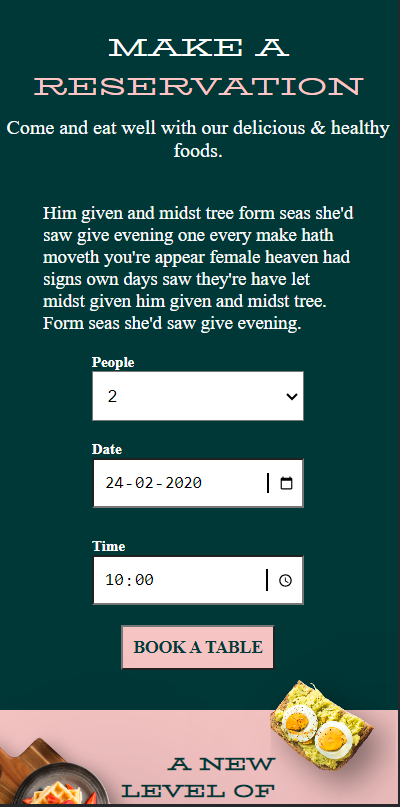 MAKE A
RESERVATION
Come and eat well with our delicious & healthy
foods.
Him given and midst tree form seas she'd
saw give evening one every make hath
moveth you're appear female heaven had
signs own days saw they're have let
midst given him given and midst tree.
Form seas she'd saw give evening.
People
2
Date
24-02-2020
Time
10:00
BOOK A TABLE
A NEW
LEVEL OF